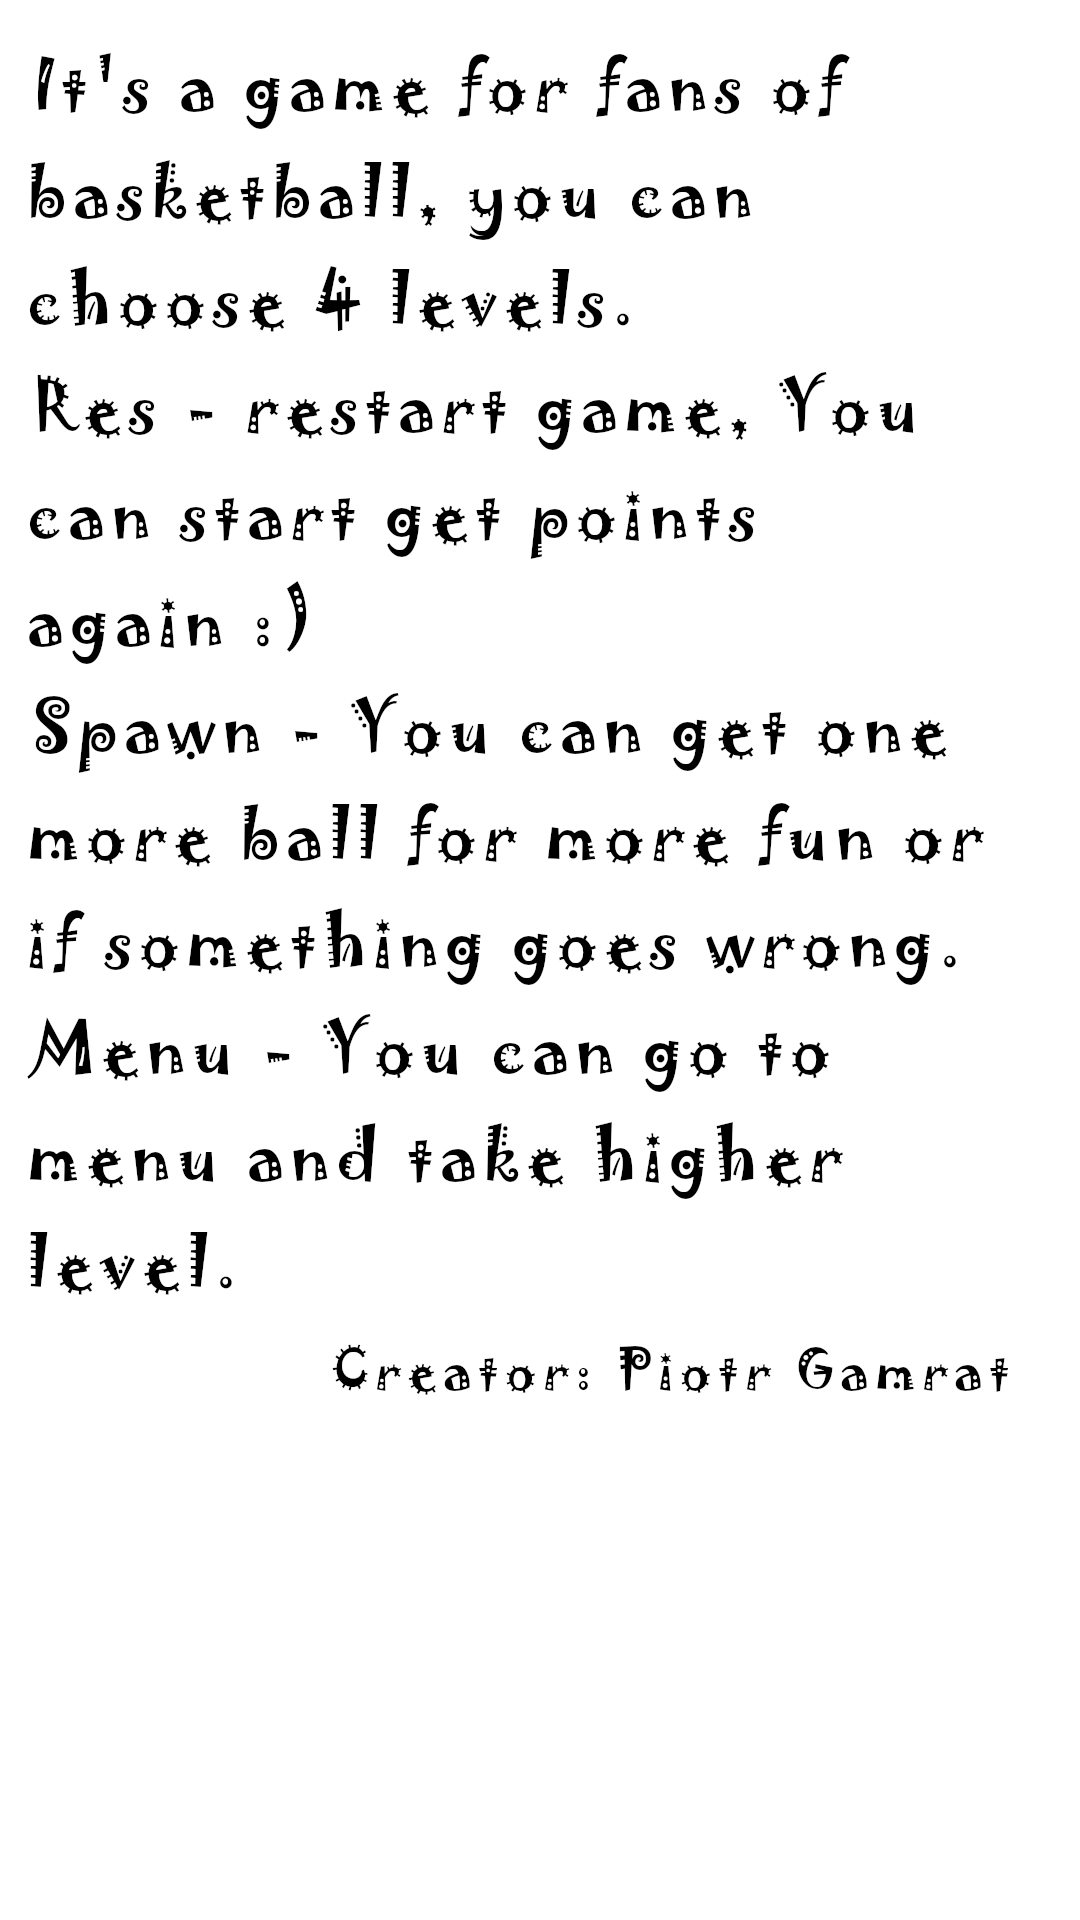 It's a game for fans of
basketball, you can
choose 4 levels.
Res - restart game, You
can start get points
again :)
Spawn - You can get one
more ball for more fun or
if something goes wrong.
Menu - You can go to
menu and take higher
level.
Creator: Piotr Gamrat